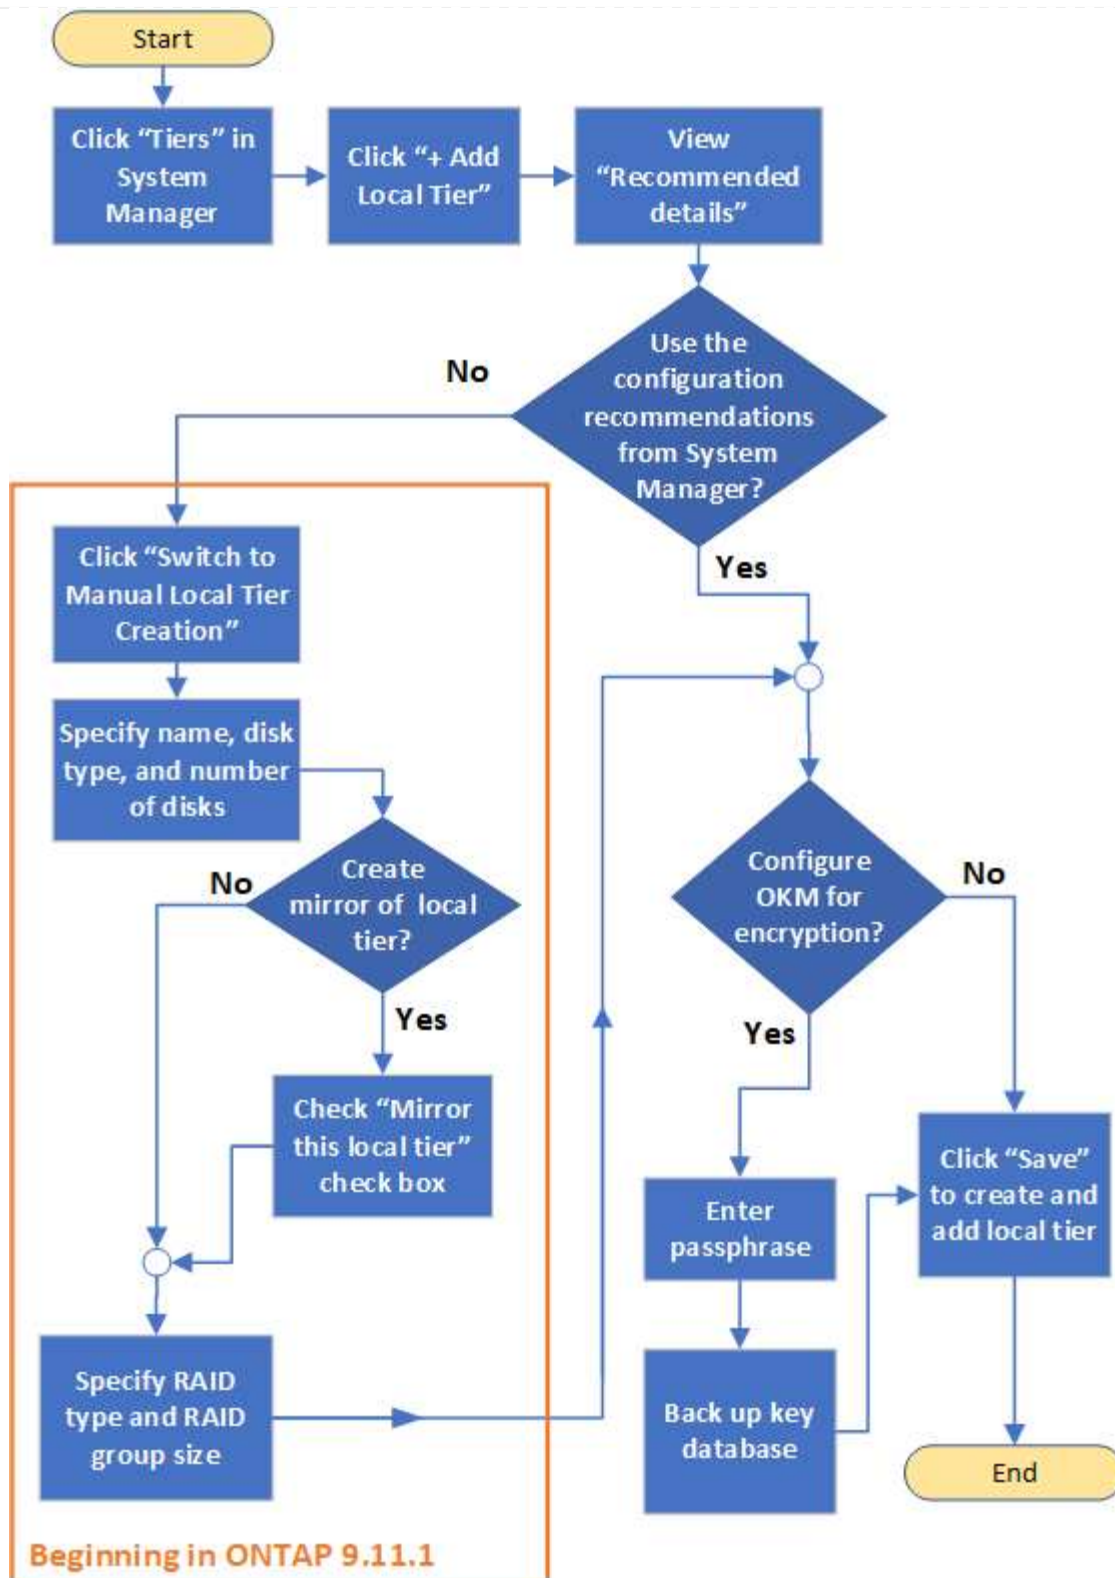 Start
Click “Tiers” in
System
Manager
Click “+ Add
Local Tier”
View
“Recommended
details”
Use the
configuration
recommendations
from System
Manager?
No
Yes
Click “Switch to
Manual Local Tier
Creation”
Specify name, disk
type, and number
of disks
Create
mirror of local
tier?
No
Yes
Check “Mirror
this local tier”
check box
Specify RAID
type and RAID
group size
Beginning in ONTAP 9.11.1
Configure
OKM for
encryption?
No
Yes
Enter
passphrase
Back up key
database
Click “Save”
to create and
add local tier
End